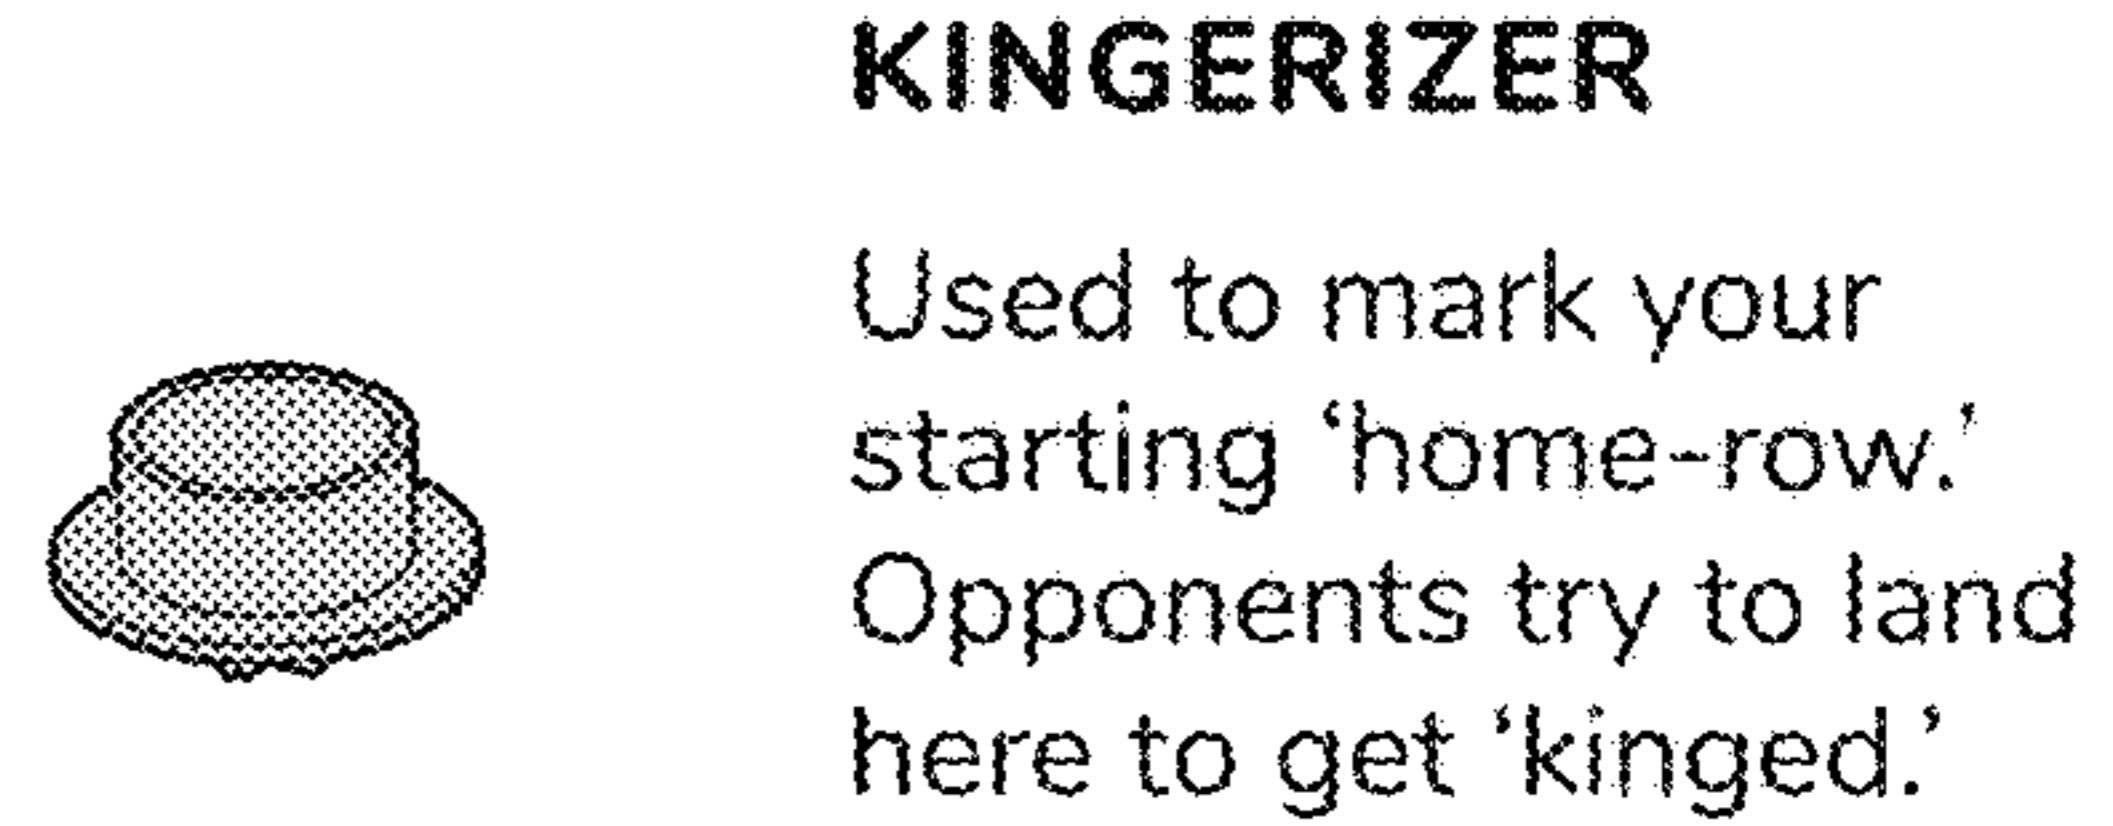 KINGERIZER
Used to mark your
starting ‘home-row.’
Opponents try to land
here to get ‘kinged.’